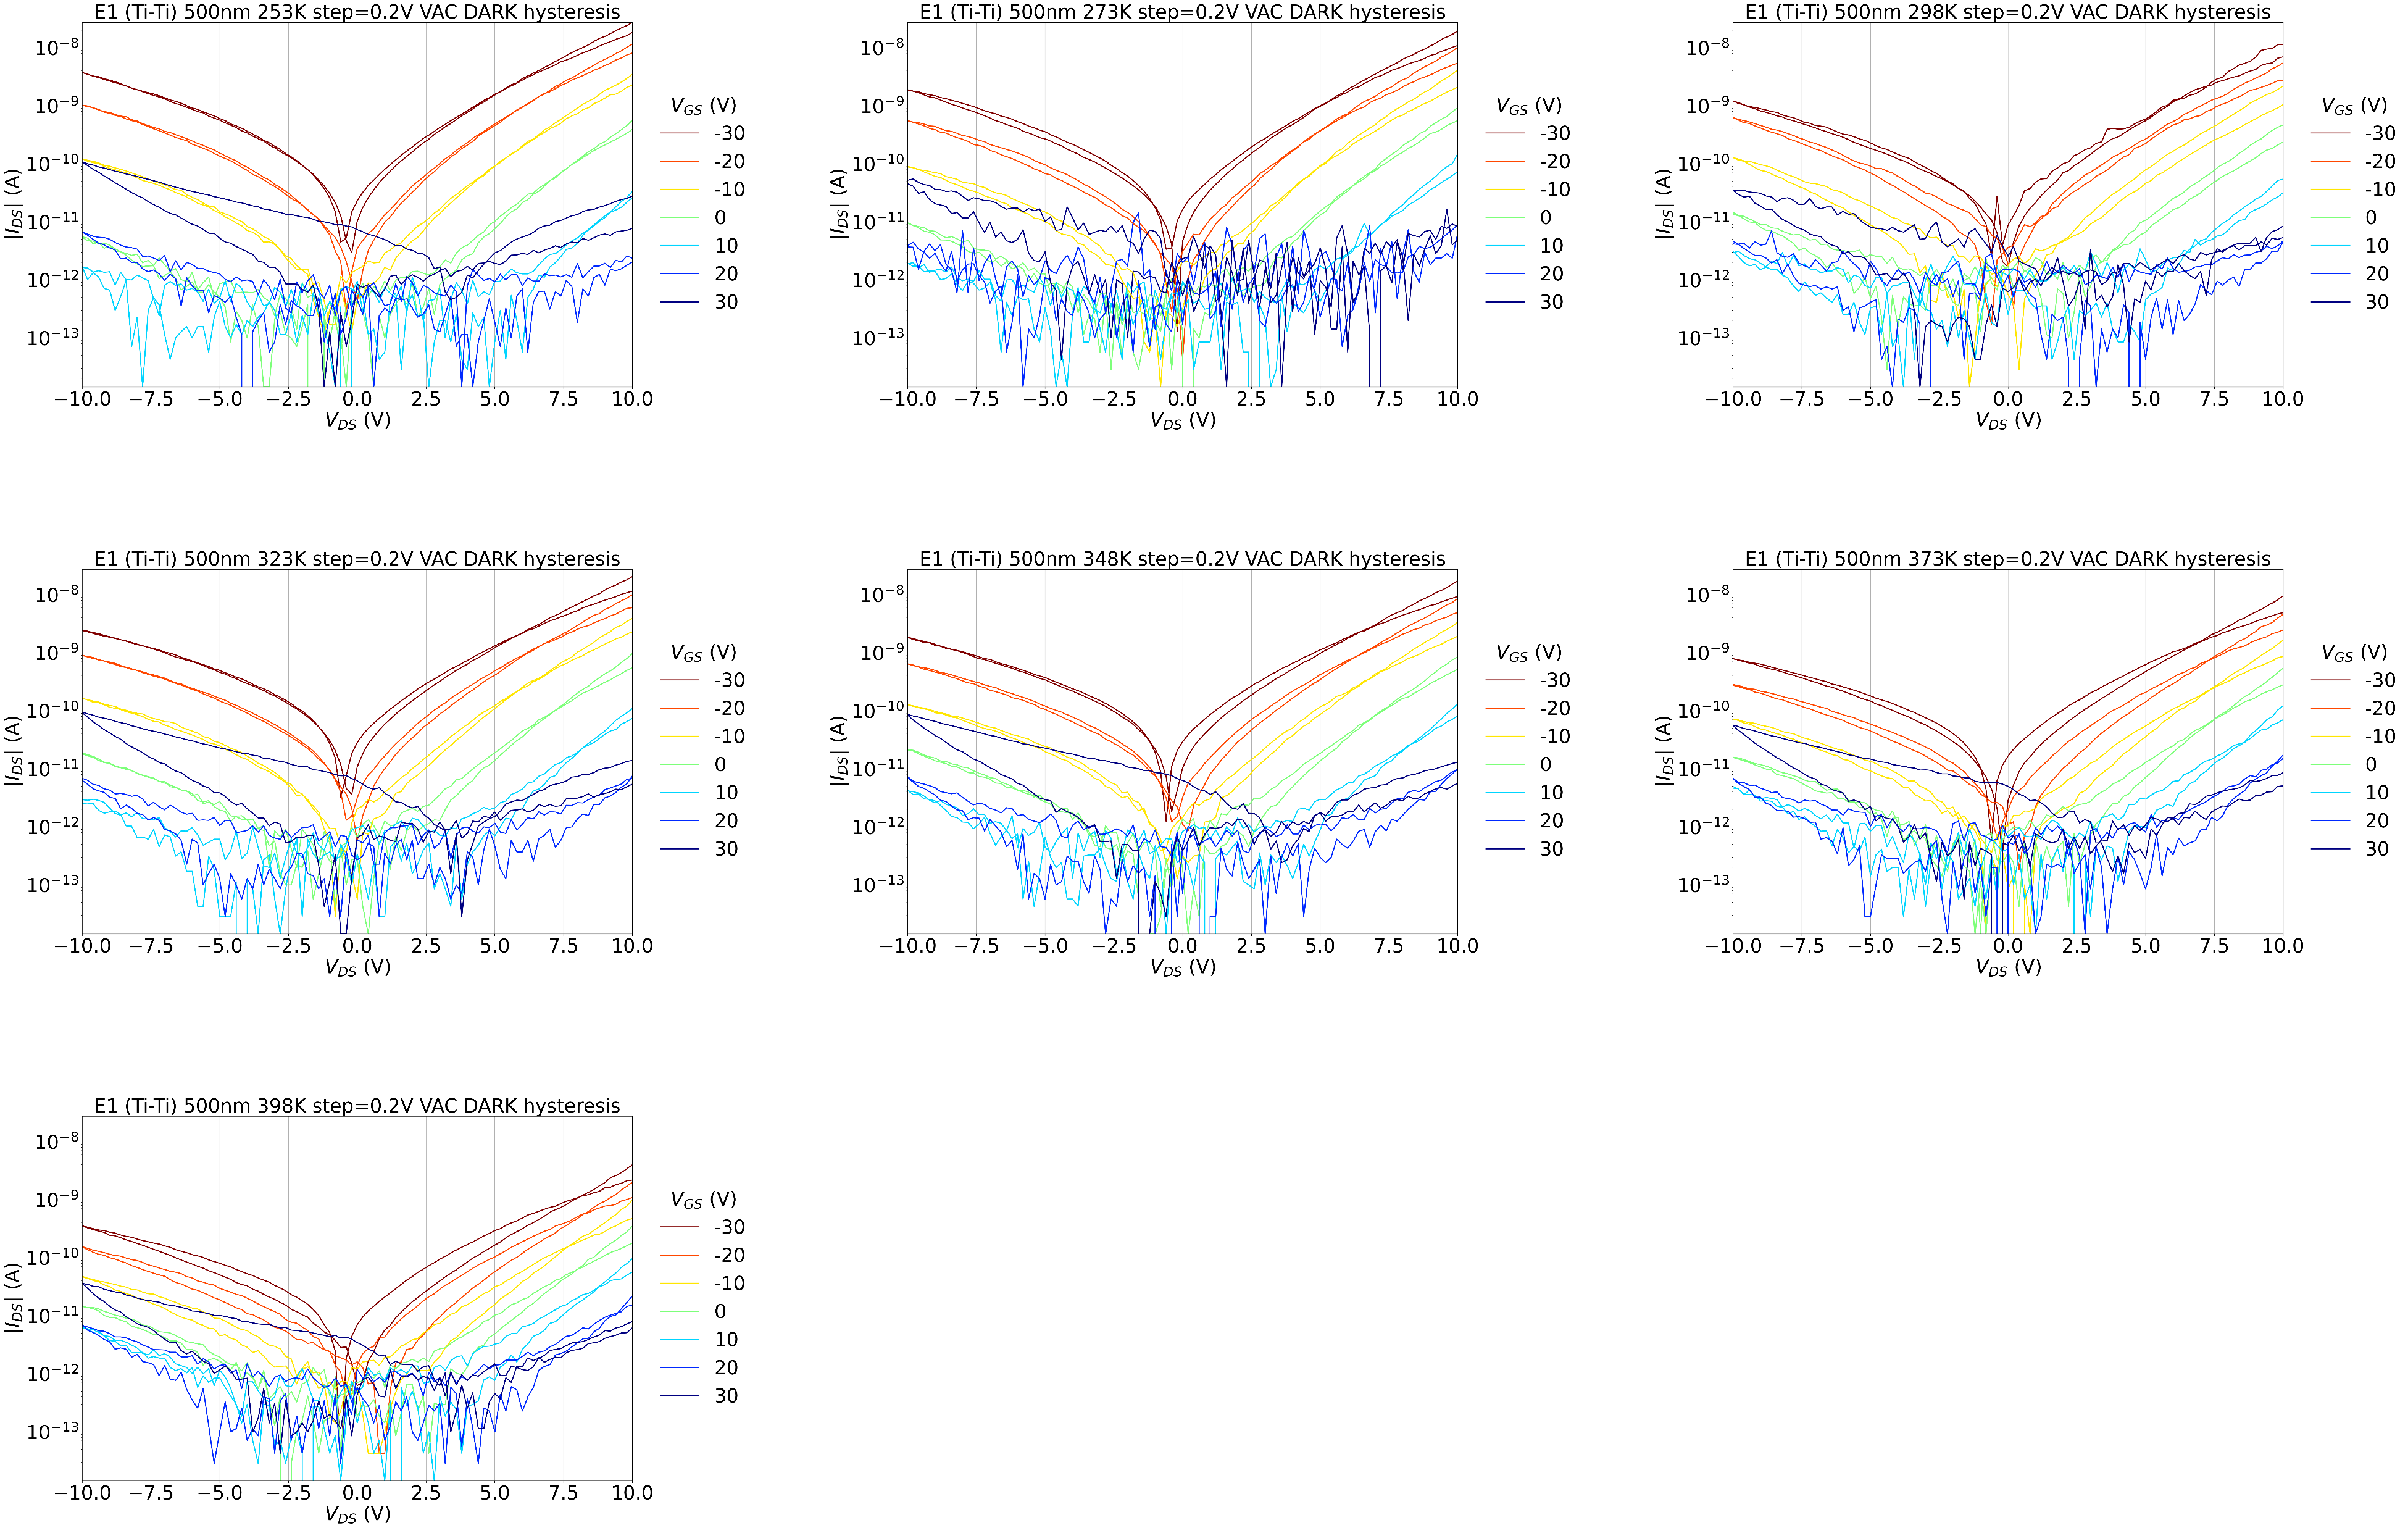 E1 (Ti-Ti) 500nm 253K step=0.2V VAC DARK hysteresis
|I_DS| (A)
10⁻⁸
10⁻⁹
10⁻¹⁰
10⁻¹¹
10⁻¹²
10⁻¹³
−10.0 −7.5 −5.0 −2.5 0.0 2.5 5.0 7.5 10.0
V_DS (V)
V_GS (V)
-30
-20
-10
0
10
20
30
E1 (Ti-Ti) 500nm 273K step=0.2V VAC DARK hysteresis
|I_DS| (A)
10⁻⁸
10⁻⁹
10⁻¹⁰
10⁻¹¹
10⁻¹²
10⁻¹³
−10.0 −7.5 −5.0 −2.5 0.0 2.5 5.0 7.5 10.0
V_DS (V)
V_GS (V)
-30
-20
-10
0
10
20
30
E1 (Ti-Ti) 500nm 298K step=0.2V VAC DARK hysteresis
|I_DS| (A)
10⁻⁸
10⁻⁹
10⁻¹⁰
10⁻¹¹
10⁻¹²
10⁻¹³
−10.0 −7.5 −5.0 −2.5 0.0 2.5 5.0 7.5 10.0
V_DS (V)
V_GS (V)
-30
-20
-10
0
10
20
30
E1 (Ti-Ti) 500nm 323K step=0.2V VAC DARK hysteresis
|I_DS| (A)
10⁻⁸
10⁻⁹
10⁻¹⁰
10⁻¹¹
10⁻¹²
10⁻¹³
−10.0 −7.5 −5.0 −2.5 0.0 2.5 5.0 7.5 10.0
V_DS (V)
V_GS (V)
-30
-20
-10
0
10
20
30
E1 (Ti-Ti) 500nm 348K step=0.2V VAC DARK hysteresis
|I_DS| (A)
10⁻⁸
10⁻⁹
10⁻¹⁰
10⁻¹¹
10⁻¹²
10⁻¹³
−10.0 −7.5 −5.0 −2.5 0.0 2.5 5.0 7.5 10.0
V_DS (V)
V_GS (V)
-30
-20
-10
0
10
20
30
E1 (Ti-Ti) 500nm 373K step=0.2V VAC DARK hysteresis
|I_DS| (A)
10⁻⁸
10⁻⁹
10⁻¹⁰
10⁻¹¹
10⁻¹²
10⁻¹³
−10.0 −7.5 −5.0 −2.5 0.0 2.5 5.0 7.5 10.0
V_DS (V)
V_GS (V)
-30
-20
-10
0
10
20
30
E1 (Ti-Ti) 500nm 398K step=0.2V VAC DARK hysteresis
|I_DS| (A)
10⁻⁸
10⁻⁹
10⁻¹⁰
10⁻¹¹
10⁻¹²
10⁻¹³
−10.0 −7.5 −5.0 −2.5 0.0 2.5 5.0 7.5 10.0
V_DS (V)
V_GS (V)
-30
-20
-10
0
10
20
30